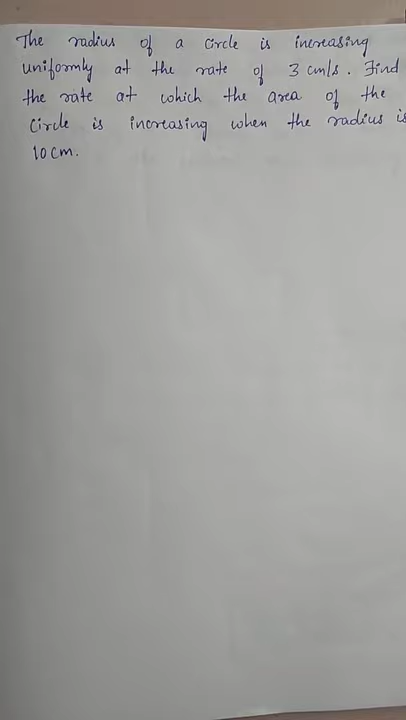 The radius of a circle is increasing
uniformly at the rate of 3 cm/s. Find
the rate at which the area of the
circle is increasing when the radius is
10 cm.